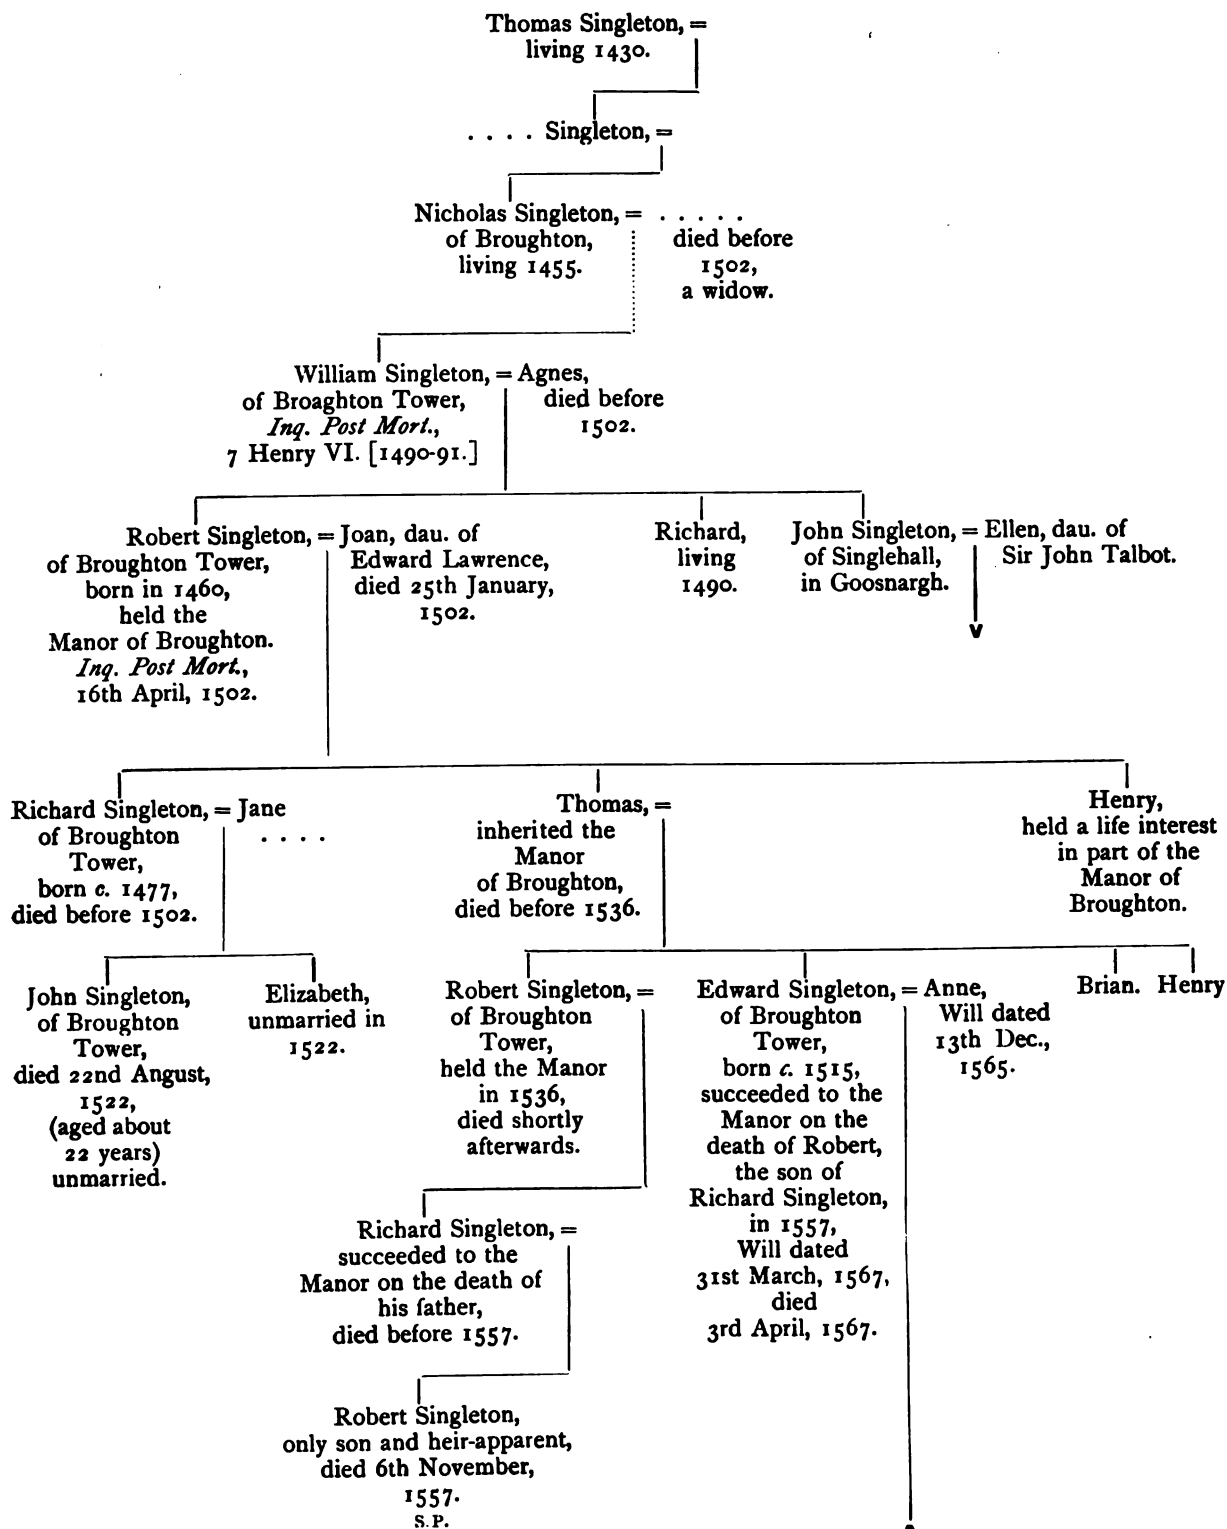 Thomas Singleton, =
living 1430.
. . . . Singleton, =
Nicholas Singleton, = . . . . .
of Broughton,
living 1455.
died before
1502,
a widow.
William Singleton, = Agnes,
of Broaghton Tower,
Inq. Post Mort.,
7 Henry VI. [1490-91.]
died before
1502.
Robert Singleton, = Joan, dau. of
of Broughton Tower,
born in 1460,
held the
Manor of Broughton.
Inq. Post Mort.,
16th April, 1502.
Edward Lawrence,
died 25th January,
1502.
Richard,
living
1490.
John Singleton, = Ellen, dau. of
of Singlehall,
in Goosnargh.
Sir John Talbot.
Richard Singleton, = Jane
of Broughton
Tower,
born c. 1477,
died before 1502.
. . . .
Thomas, =
inherited the
Manor
of Broughton,
died before 1536.
Henry,
held a life interest
in part of the
Manor of
Broughton.
John Singleton,
of Broughton
Tower,
died 22nd Angust,
1522,
(aged about
22 years)
unmarried.
Elizabeth,
unmarried in
1522.
Robert Singleton, =
of Broughton
Tower,
held the Manor
in 1536,
died shortly
afterwards.
Edward Singleton, = Anne,
of Broughton
Tower,
born c. 1515,
succeeded to the
Manor on the
death of Robert,
the son of
Richard Singleton,
in 1557,
Will dated
31st March, 1567,
died
3rd April, 1567.
Will dated
13th Dec.,
1565.
Brian. Henry
Richard Singleton, =
succeeded to the
Manor on the death of
his father,
died before 1557.
Robert Singleton,
only son and heir-apparent,
died 6th November,
1557.
S.P.